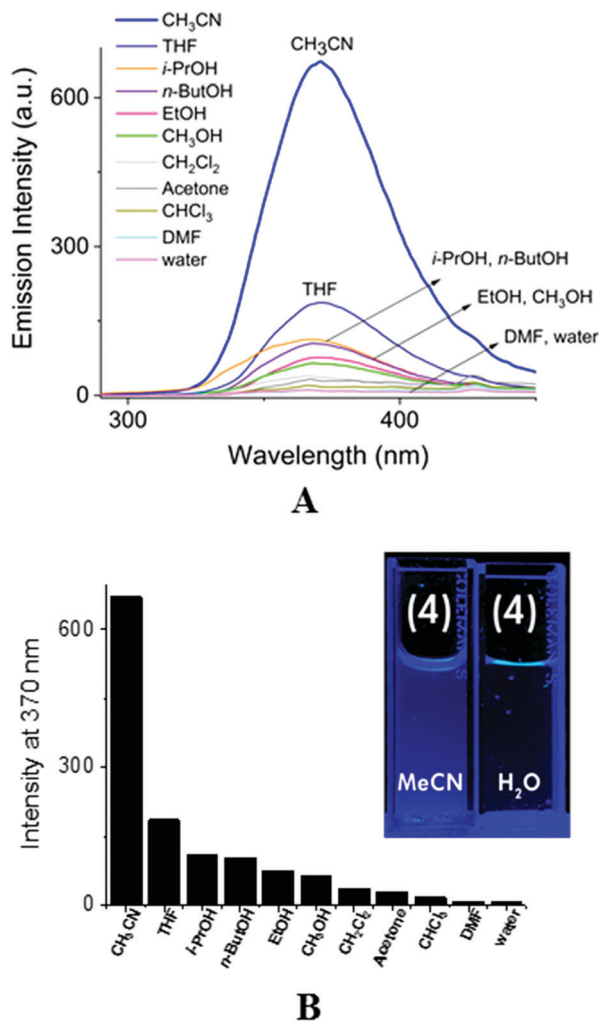 CH₃CN
THF
i-PrOH
n-ButOH
EtOH
CH₃OH
CH₂Cl₂
Acetone
CHCl₃
DMF
water
CH₃CN
THF
i-PrOH, n-ButOH
EtOH, CH₃OH
DMF, water
Emission Intensity (a.u.)
600
300
0
300
400
Wavelength (nm)
A
Intensity at 370 nm
600
300
0
(4)
(4)
MeCN
H₂O
CH₃CN
THF
i-PrOH
n-ButOH
EtOH
CH₃OH
CH₂Cl₂
Acetone
CHCl₃
DMF
water
B